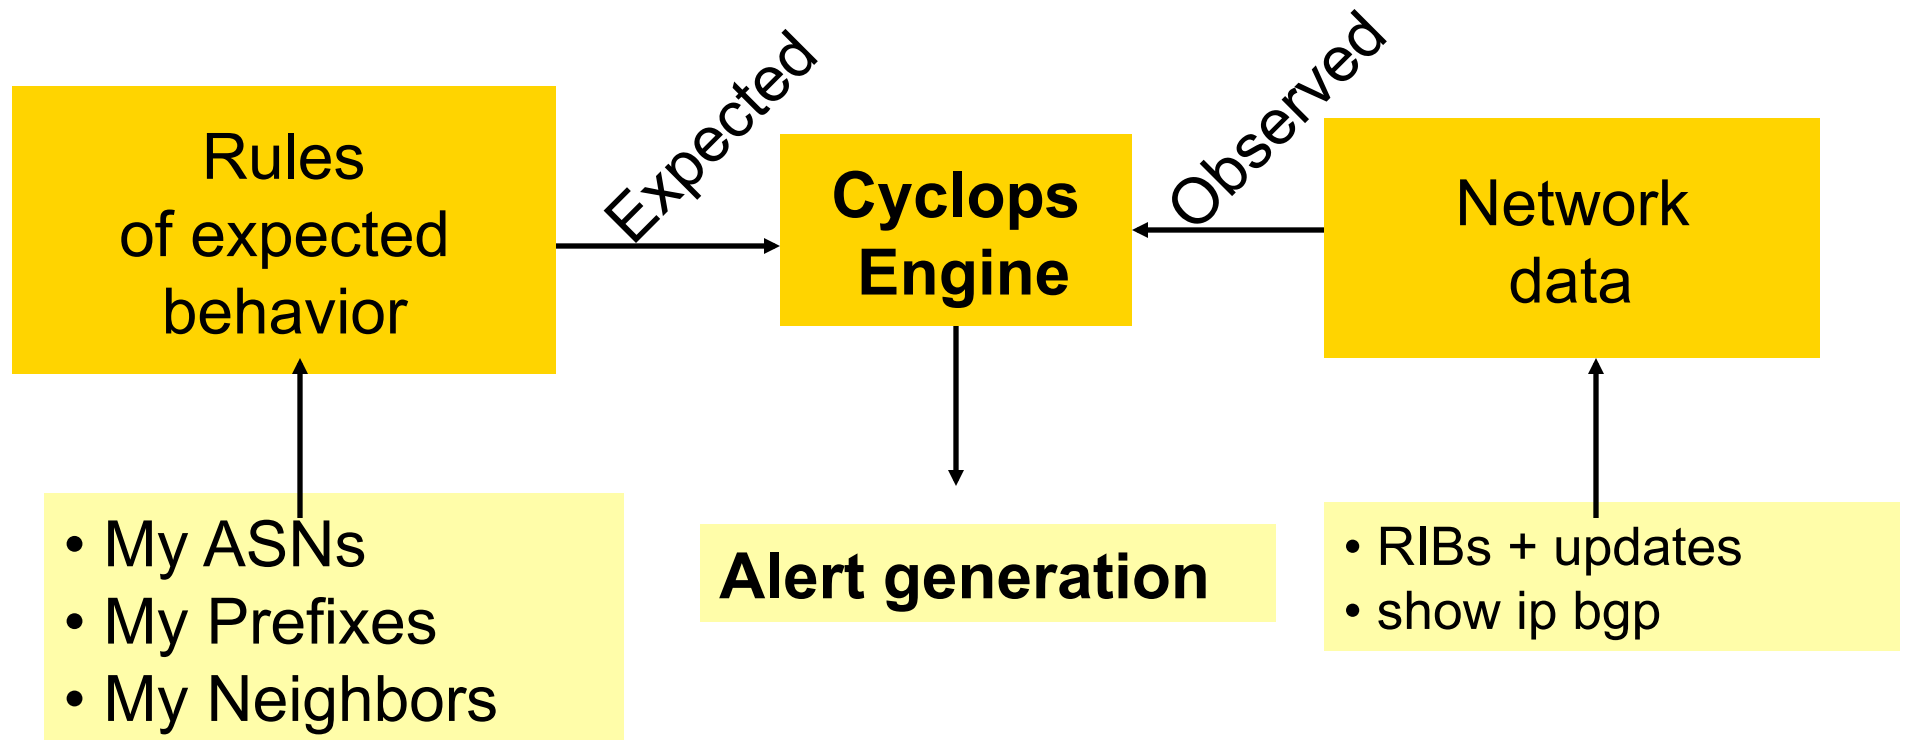 Rules
of expected
behavior
Expected
Cyclops
Engine
Observed
Network
data
• My ASNs
• My Prefixes
• My Neighbors
Alert generation
• RIBs + updates
• show ip bgp